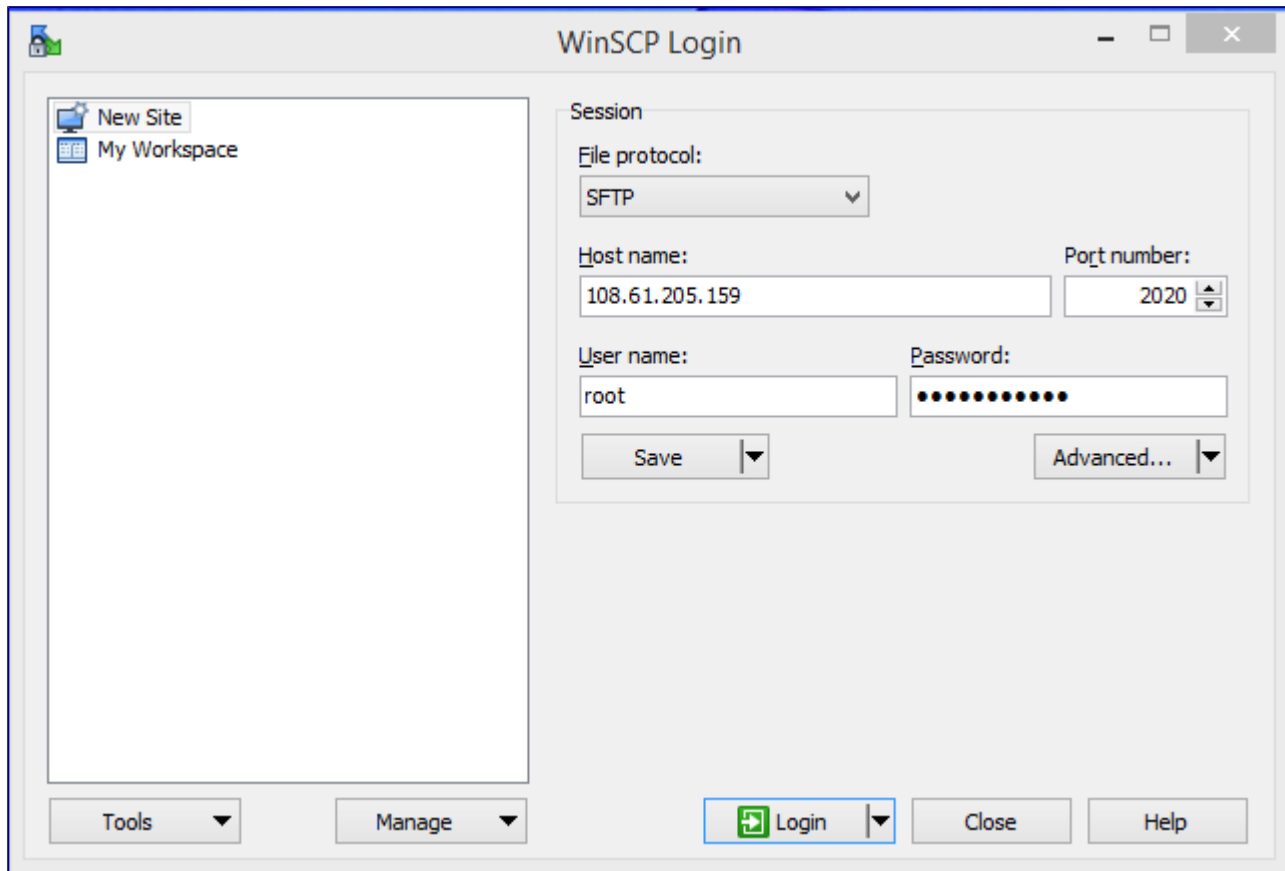 WinSCP Login
New Site
My Workspace
Session
File protocol:
SFTP
Host name:
Port number:
108.61.205.159
2020
User name:
Password:
root
•••••••••••
Save
Advanced...
Tools
Manage
Login
Close
Help